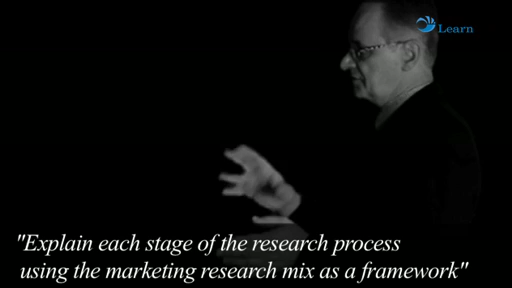 Learn
"Explain each stage of the research process
using the marketing research mix as a framework"